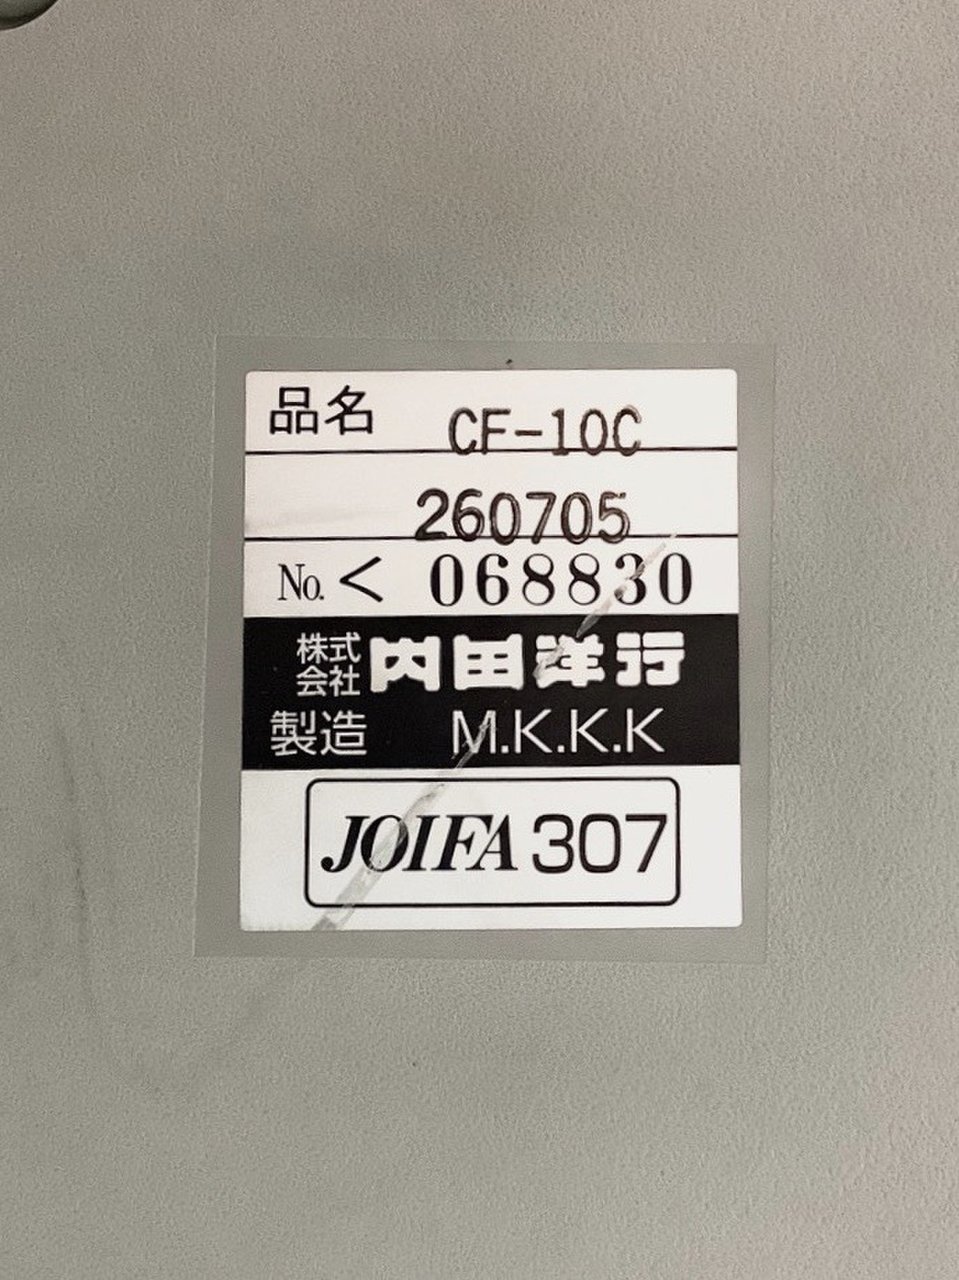 品名 CF-10C
260705
No. < 068830
株式会社 内田洋行
製造 M.K.K.K
JOIFA 307